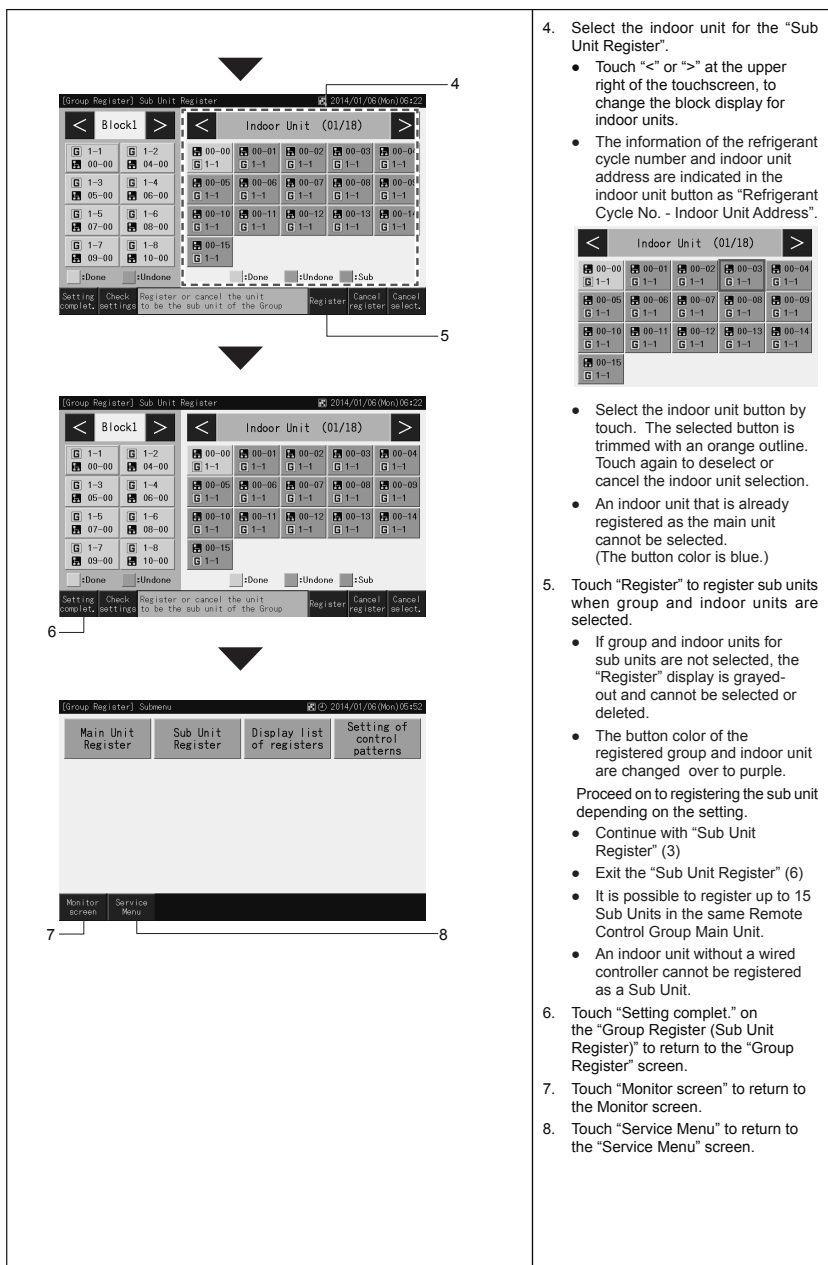 4
[Group Register] Sub Unit Register 2014/01/06(Mon)06:22
< Block1 > < Indoor Unit (01/18) >
G 1-1 G 1-2 00-00 00-01 00-02 00-03 00-0
00-00 04-00 G 1-1 G 1-1 G 1-1 G 1-1 G 1-1
G 1-3 G 1-4 00-05 00-06 00-07 00-08 00-0
05-00 06-00 G 1-1 G 1-1 G 1-1 G 1-1 G 1-1
G 1-5 G 1-6 00-10 00-11 00-12 00-13 00-1
07-00 08-00 G 1-1 G 1-1 G 1-1 G 1-1 G 1-1
G 1-7 G 1-8 00-15
09-00 10-00 G 1-1
:Done :Undone :Done :Undone :Sub
Setting Check Register or cancel the unit Register Cancel Cancel
complet. settings to be the sub unit of the Group register select.
5
[Group Register] Sub Unit Register 2014/01/06(Mon)06:22
< Block1 > < Indoor Unit (01/18) >
G 1-1 G 1-2 00-00 00-01 00-02 00-03 00-04
00-00 04-00 G 1-1 G 1-1 G 1-1 G 1-1 G 1-1
G 1-3 G 1-4 00-05 00-06 00-07 00-08 00-09
05-00 06-00 G 1-1 G 1-1 G 1-1 G 1-1 G 1-1
G 1-5 G 1-6 00-10 00-11 00-12 00-13 00-14
07-00 08-00 G 1-1 G 1-1 G 1-1 G 1-1 G 1-1
G 1-7 G 1-8 00-15
09-00 10-00 G 1-1
:Done :Undone :Done :Undone :Sub
Setting Check Register or cancel the unit Register Cancel Cancel
complet. settings to be the sub unit of the Group register select.
6
[Group Register] Submenu 2014/01/06(Mon)05:52
Main Unit Sub Unit Display list Setting of
Register Register of registers control
patterns
Monitor Service
screen Menu
7 8
4. Select the indoor unit for the “Sub
Unit Register”.
● Touch “<” or “>” at the upper
right of the touchscreen, to
change the block display for
indoor units.
● The information of the refrigerant
cycle number and indoor unit
address are indicated in the
indoor unit button as “Refrigerant
Cycle No. - Indoor Unit Address”.
< Indoor Unit (01/18) >
00-00 00-01 00-02 00-03 00-04
G 1-1 G 1-1 G 1-1 G 1-1 G 1-1
00-05 00-06 00-07 00-08 00-09
G 1-1 G 1-1 G 1-1 G 1-1 G 1-1
00-10 00-11 00-12 00-13 00-14
G 1-1 G 1-1 G 1-1 G 1-1 G 1-1
00-15
G 1-1
● Select the indoor unit button by
touch. The selected button is
trimmed with an orange outline.
Touch again to deselect or
cancel the indoor unit selection.
● An indoor unit that is already
registered as the main unit
cannot be selected.
(The button color is blue.)
5. Touch “Register” to register sub units
when group and indoor units are
selected.
● If group and indoor units for
sub units are not selected, the
“Register” display is grayed-
out and cannot be selected or
deleted.
● The button color of the
registered group and indoor unit
are changed over to purple.
Proceed on to registering the sub unit
depending on the setting.
● Continue with “Sub Unit
Register” (3)
● Exit the “Sub Unit Register” (6)
● It is possible to register up to 15
Sub Units in the same Remote
Control Group Main Unit.
● An indoor unit without a wired
controller cannot be registered
as a Sub Unit.
6. Touch “Setting complet.” on
the “Group Register (Sub Unit
Register)” to return to the “Group
Register” screen.
7. Touch “Monitor screen” to return to
the Monitor screen.
8. Touch “Service Menu” to return to
the “Service Menu” screen.